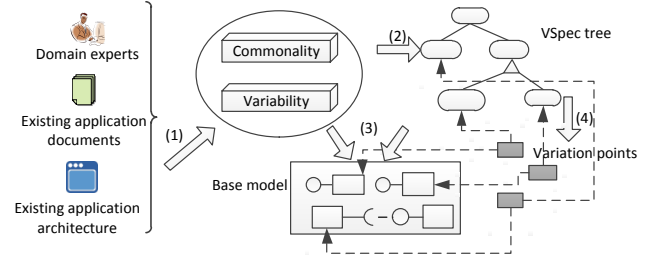 Domain experts
Existing application
documents
Existing application
architecture
(1)
Commonality
Variability
(2)
VSpec tree
(3)
(4)
Variation points
Base model